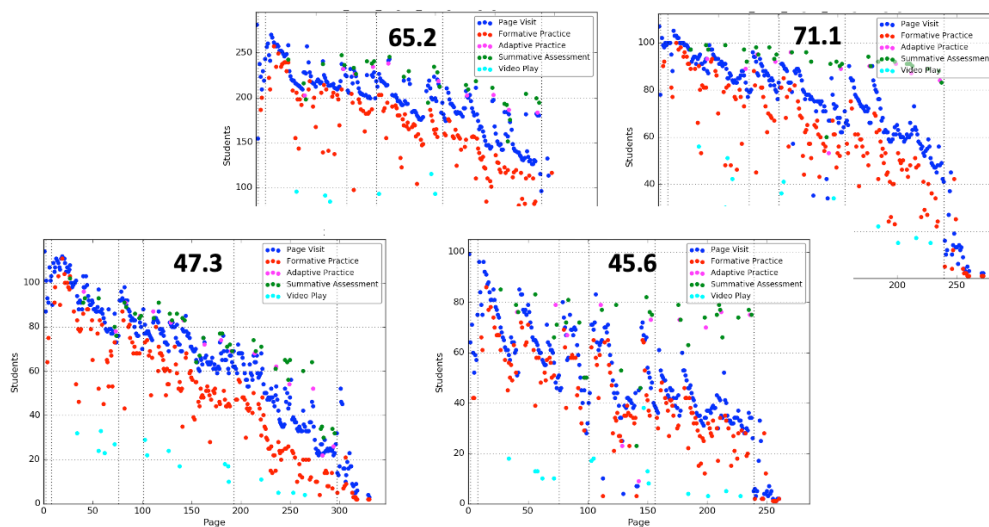 65.2
Page Visit
Formative Practice
Adaptive Practice
Summative Assessment
Video Play
250
200
150
100
Students
71.1
Page Visit
Formative Practice
Adaptive Practice
Summative Assessment
Video Play
100
80
60
40
Students
200
250
47.3
Page Visit
Formative Practice
Adaptive Practice
Summative Assessment
Video Play
100
80
60
40
20
0
Students
0 50 100 150 200 250 300
Page
45.6
Page Visit
Formative Practice
Adaptive Practice
Summative Assessment
Video Play
100
80
60
40
20
0
Students
0 50 100 150 200 250
Page